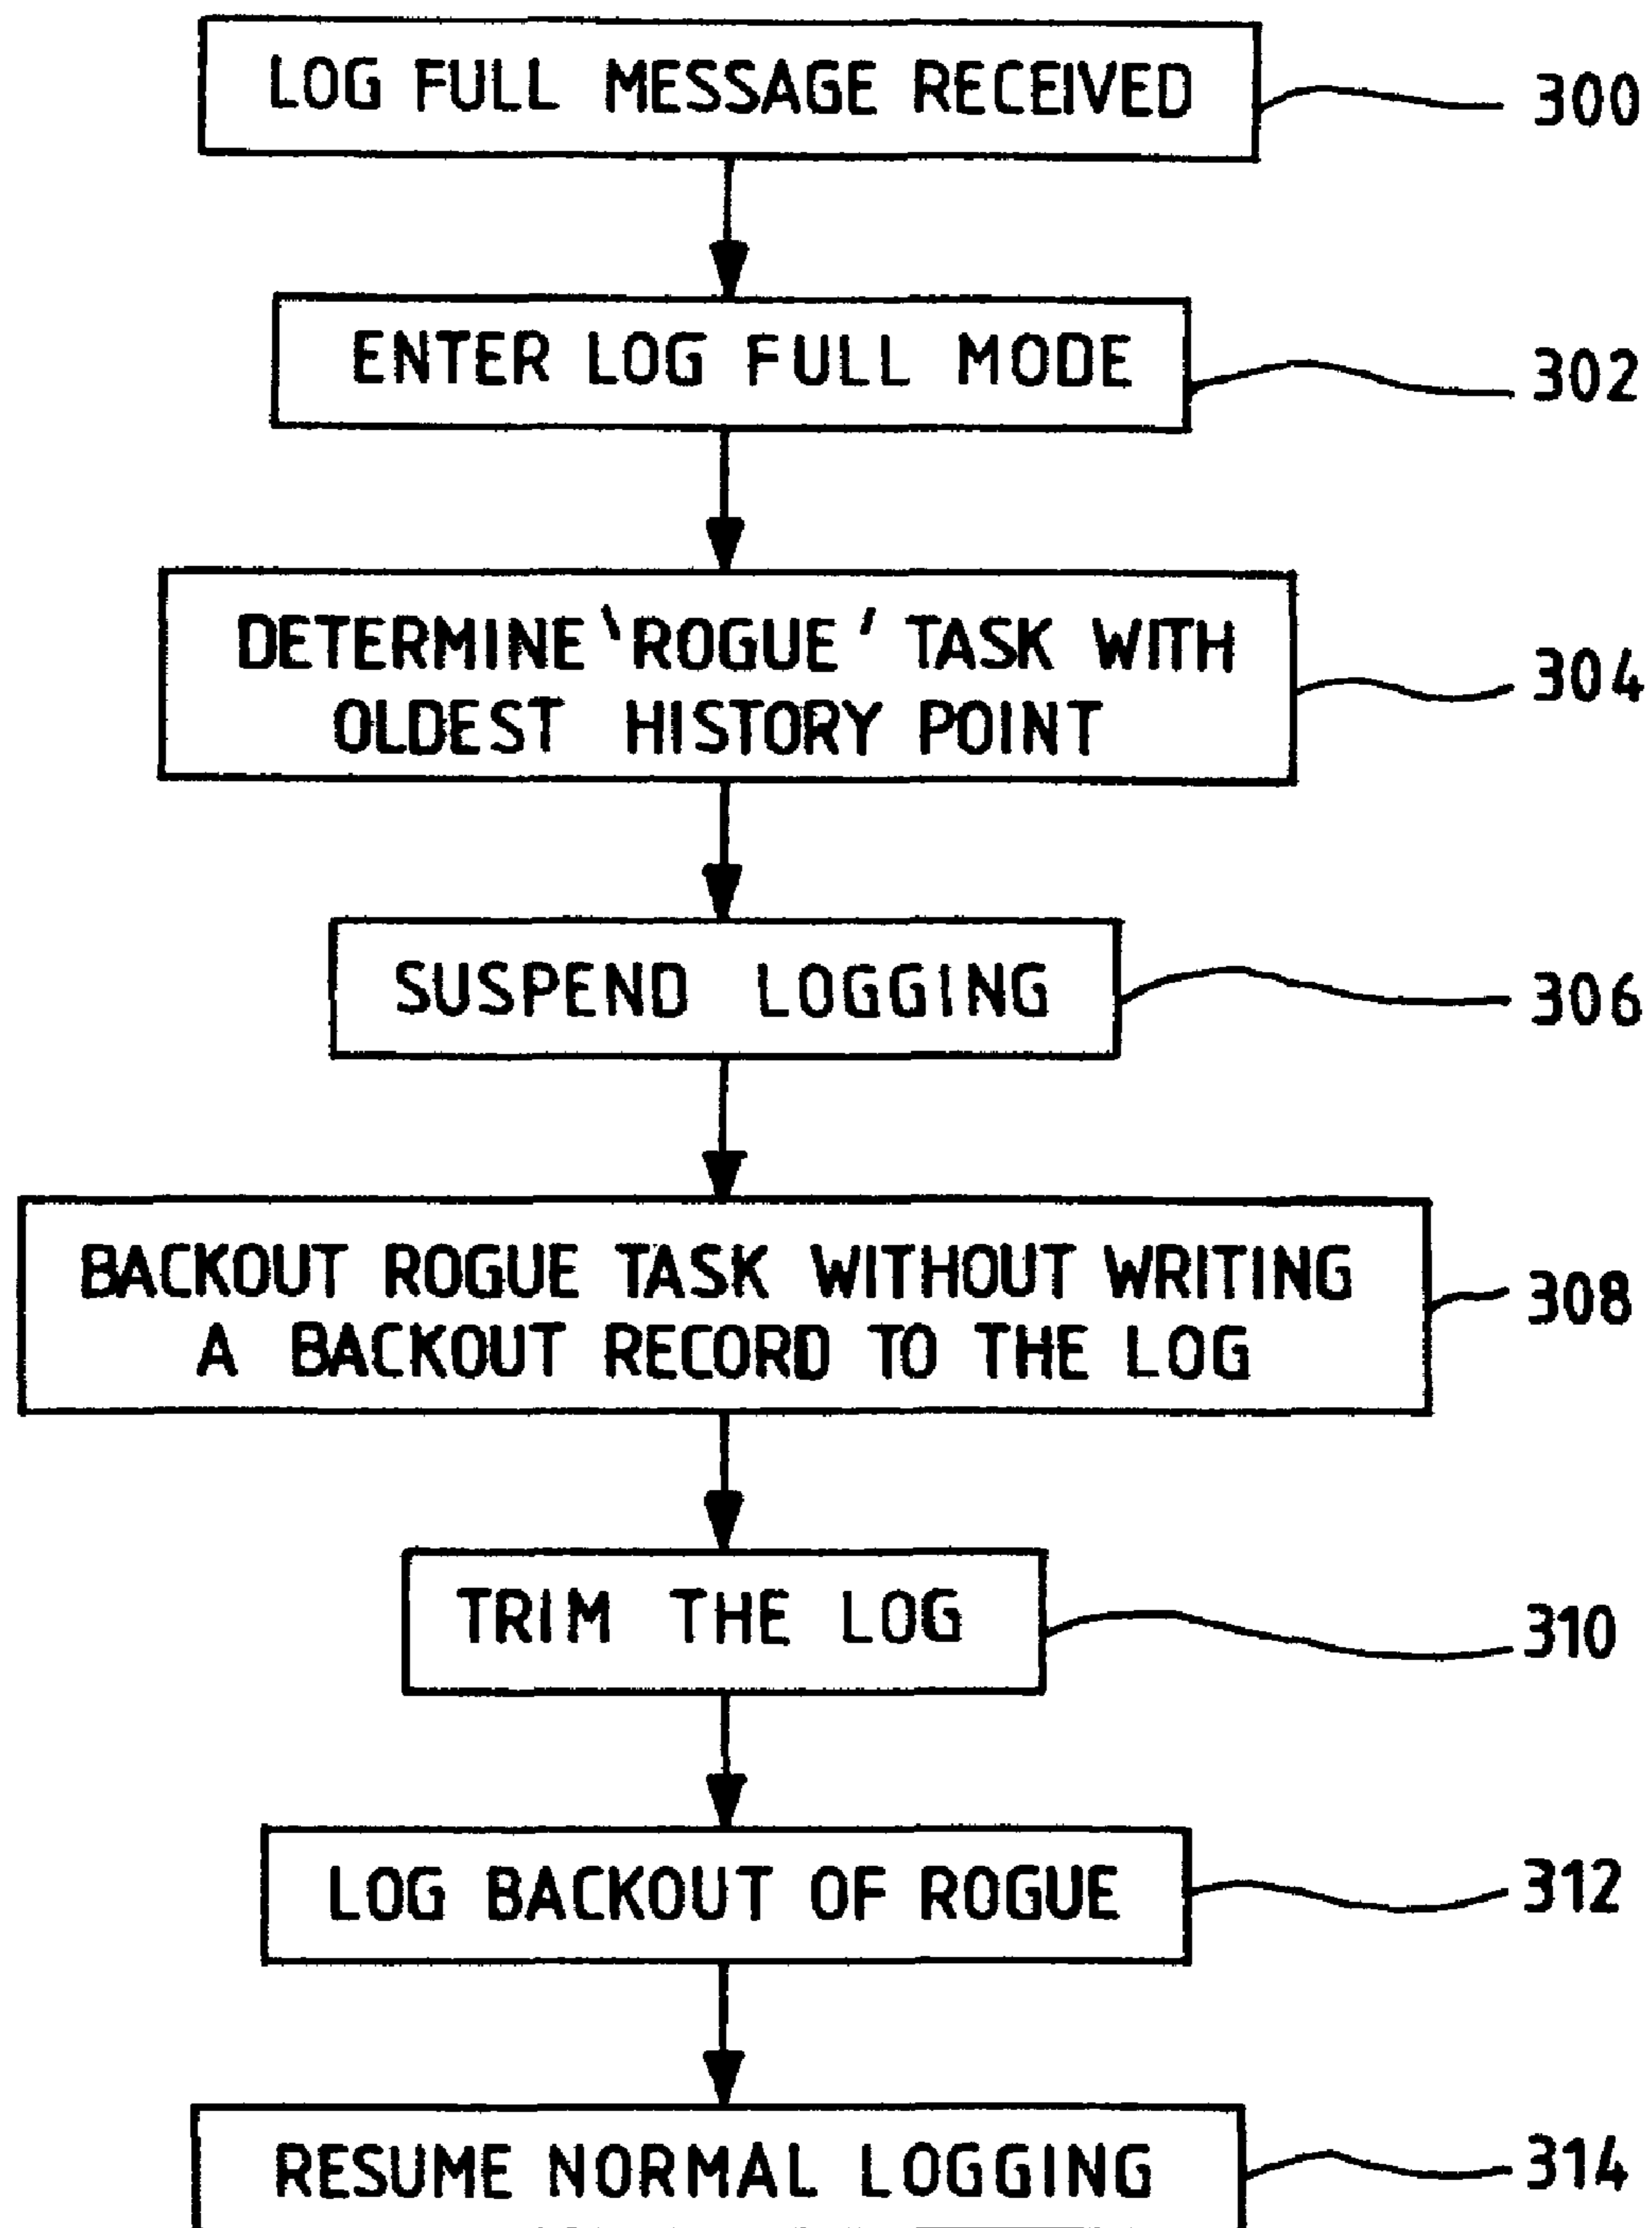 LOG FULL MESSAGE RECEIVED
300
ENTER LOG FULL MODE
302
DETERMINE 'ROGUE' TASK WITH
OLDEST HISTORY POINT
304
SUSPEND LOGGING
306
BACKOUT ROGUE TASK WITHOUT WRITING
A BACKOUT RECORD TO THE LOG
308
TRIM THE LOG
310
LOG BACKOUT OF ROGUE
312
RESUME NORMAL LOGGING
314